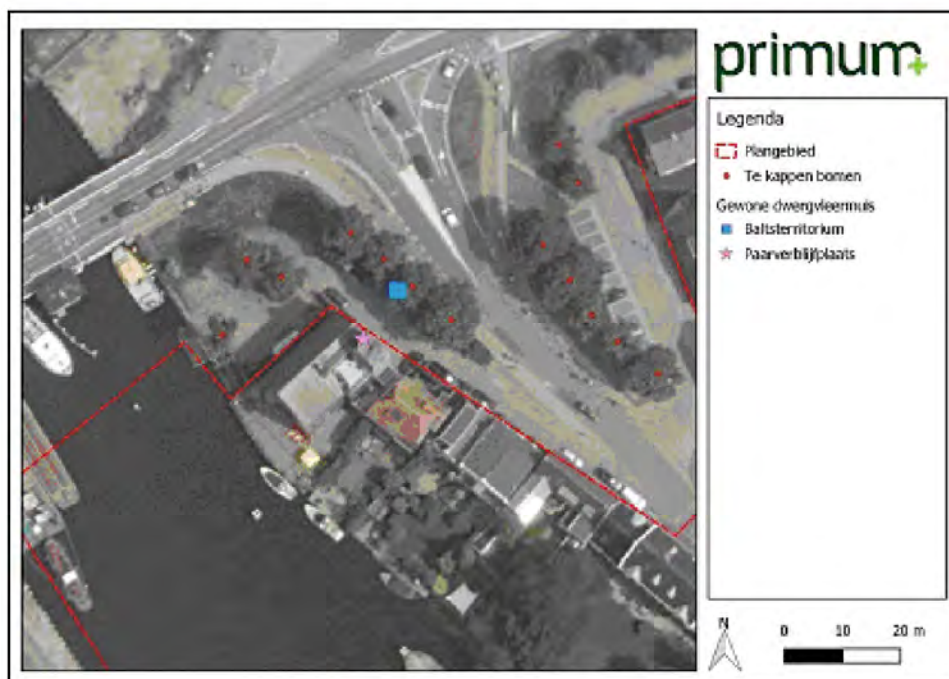 primum+
Legenda
Plangebied
Te kappen bomen
Gewone dwergvleermuis
Baltsterritorium
Paarverblijfplaats
N
0 10 20 m